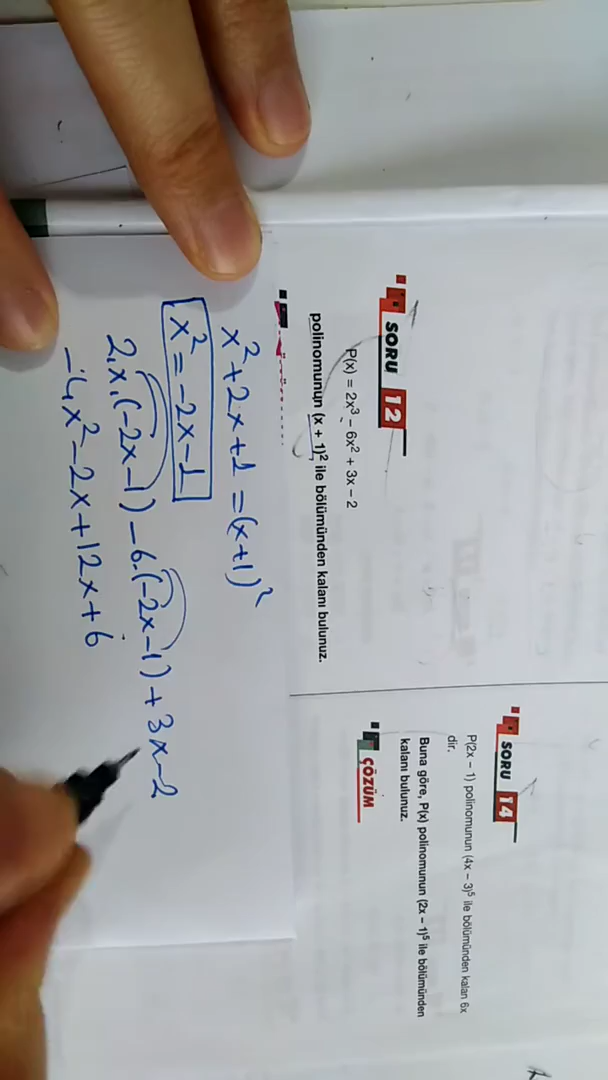 SORU 12
P(x) = 2x³ – 6x² + 3x – 2
polinomunun (x + 1)² ile bölümünden kalanı bulunuz.
x²+2x+1=(x+1)²
x²=-2x-1
2.x.(-2x-1)-6.(-2x-1)+3x-2
-4x²-2x+12x+6
SORU 14
P(2x – 1) polinomunun (4x – 3)⁵ ile bölümünden kalan 6x
dir.
Buna göre, P(x) polinomunun (2x – 1)⁵ ile bölümünden
kalanı bulunuz.
ÇÖZÜM